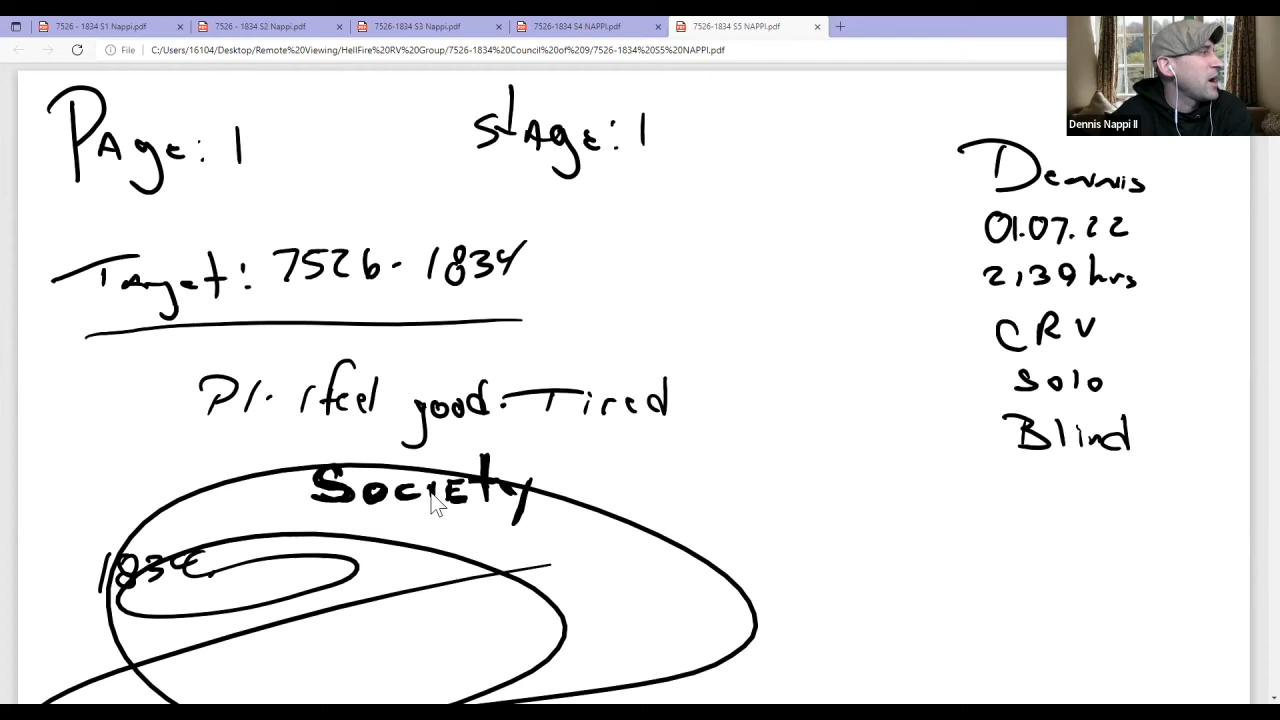 7526 - 1834 S1 Nappi.pdf
7526 - 1834 S2 Nappi.pdf
7526-1834 S3 Nappi.pdf
7526-1834 S4 NAPPI.pdf
7526-1834 S5 NAPPI.pdf
File
C:/Users/16104/Desktop/Remote%20Viewing/HellFire%20RV%20Group/7526-1834%20Council%20of%209/7526-1834%20S5%20NAPPI.pdf
Dennis Nappi II
PAge: 1
StAge: 1
Dennis
01.07.22
2139 hrs
CRV
Solo
Blind
TArget: 7526-1834
PI. I feel good. Tired
SociEty
1834